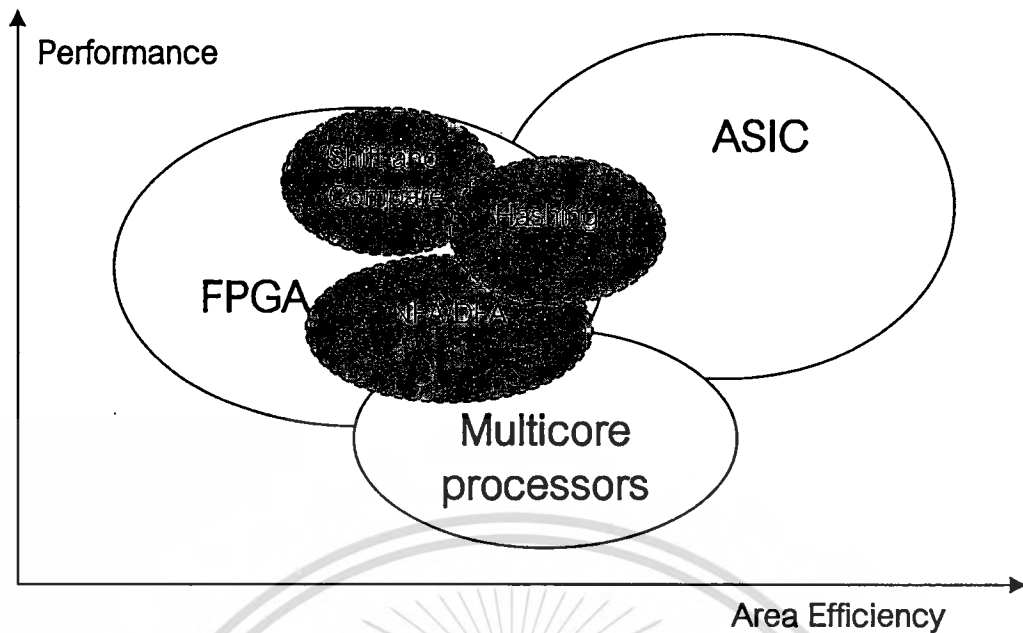 Performance
ASIC
Shift and
Compare
Hashing
FPGA
NFA/DFA
Multicore
processors
Area Efficiency